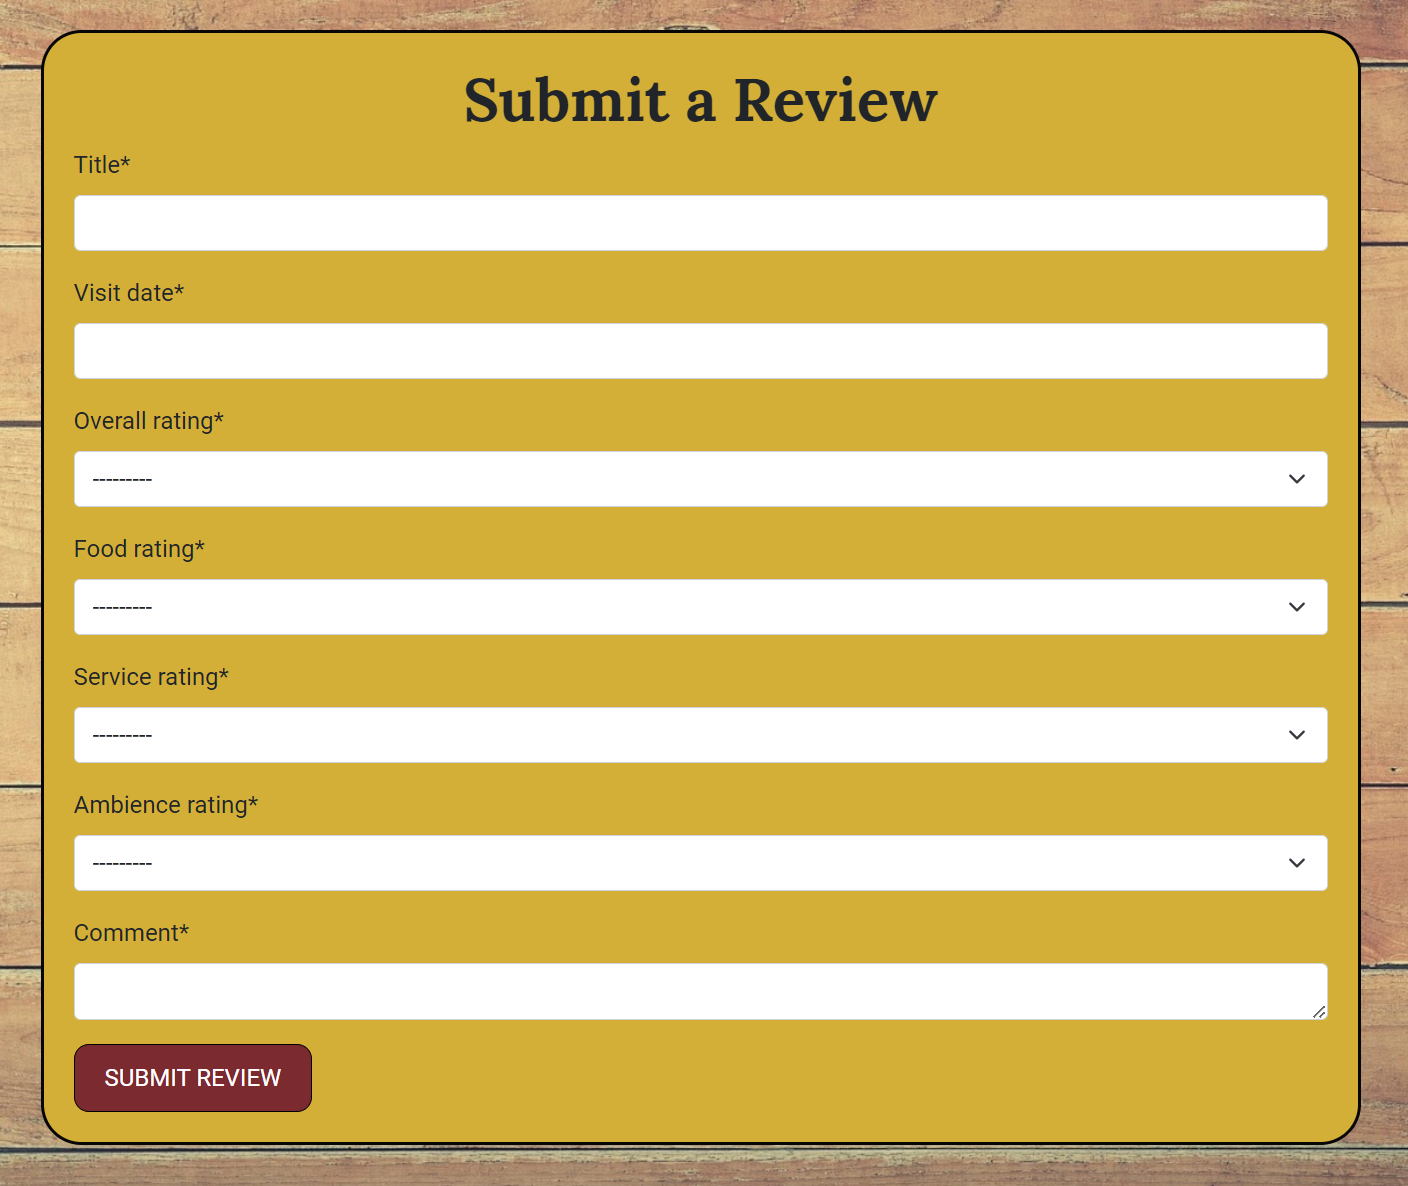 Submit a Review
Title*
Visit date*
Overall rating*
---------
Food rating*
---------
Service rating*
---------
Ambience rating*
---------
Comment*
SUBMIT REVIEW